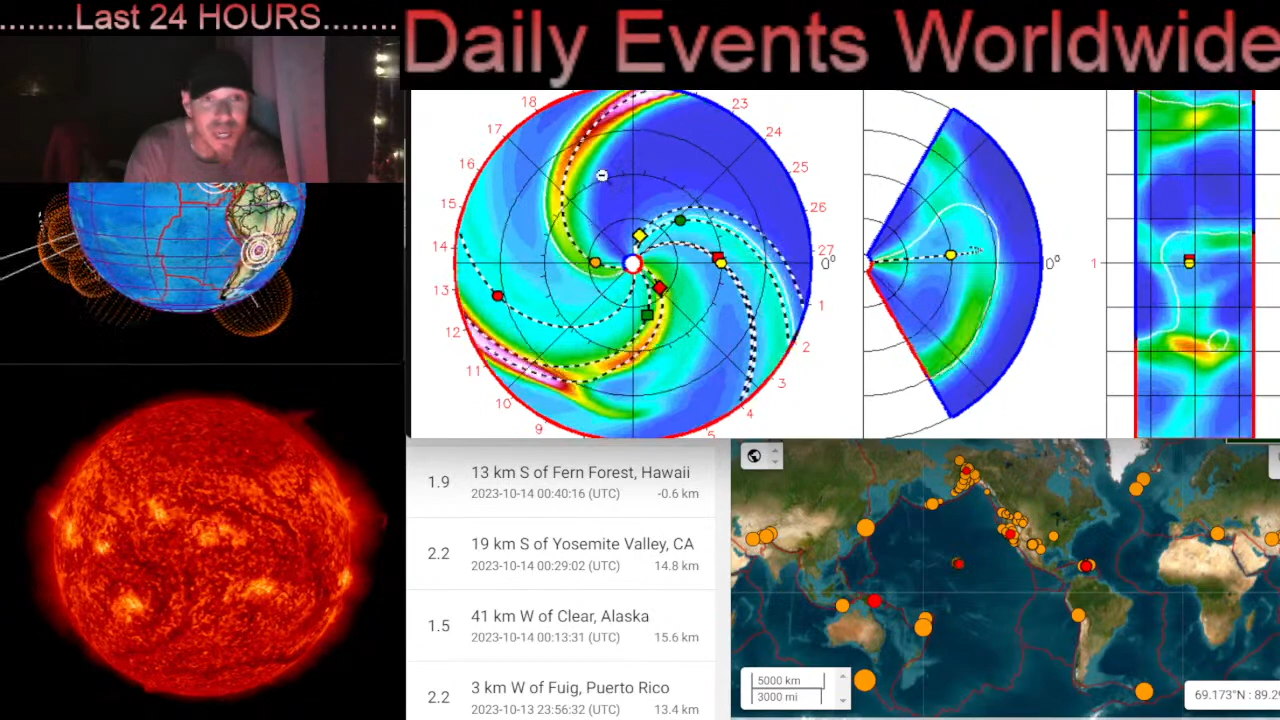 ........Last 24 HOURS........
Daily Events Worldwide
18
23
17
24
16
25
15
26
14
27
0°
13
1
12
2
11
3
10
4
9
5
0°
1
1.9
13 km S of Fern Forest, Hawaii
2023-10-14 00:40:16 (UTC)
-0.6 km
2.2
19 km S of Yosemite Valley, CA
2023-10-14 00:29:02 (UTC)
14.8 km
1.5
41 km W of Clear, Alaska
2023-10-14 00:13:31 (UTC)
15.6 km
2.2
3 km W of Fuig, Puerto Rico
2023-10-13 23:56:32 (UTC)
13.4 km
5000 km
3000 mi
69.173°N : 89.2